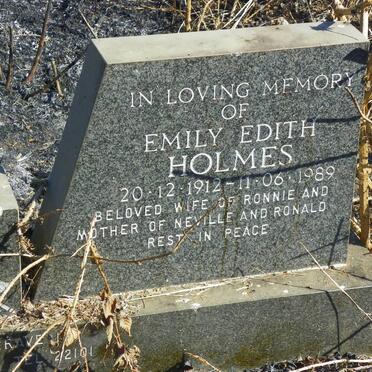 IN LOVING MEMORY
OF
EMILY EDITH
HOLMES
20·12·1912-11·06·1989
BELOVED WIFE OF RONNIE AND
MOTHER OF NEVILLE AND RONALD
REST IN PEACE
22101